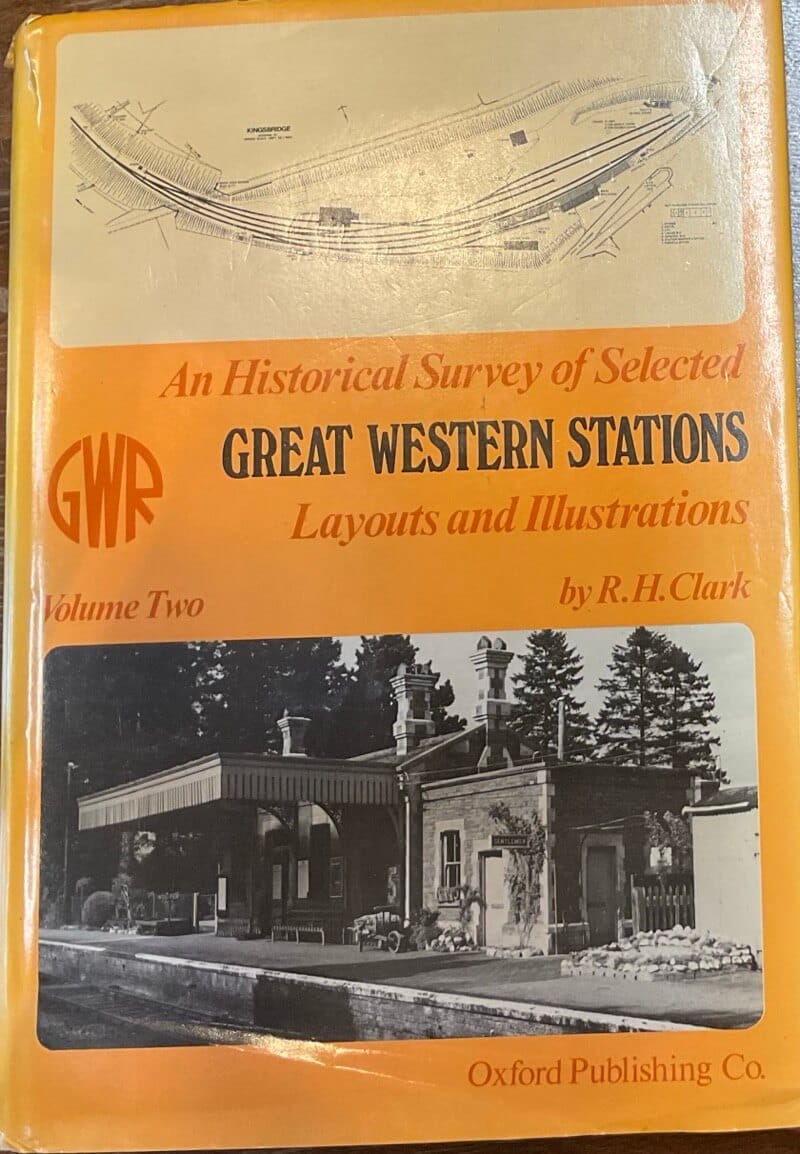 KINGSBRIDGE
An Historical Survey of Selected
GREAT WESTERN STATIONS
GWR
Layouts and Illustrations
Volume Two
by R.H.Clark
GENTLEMEN
Oxford Publishing Co.